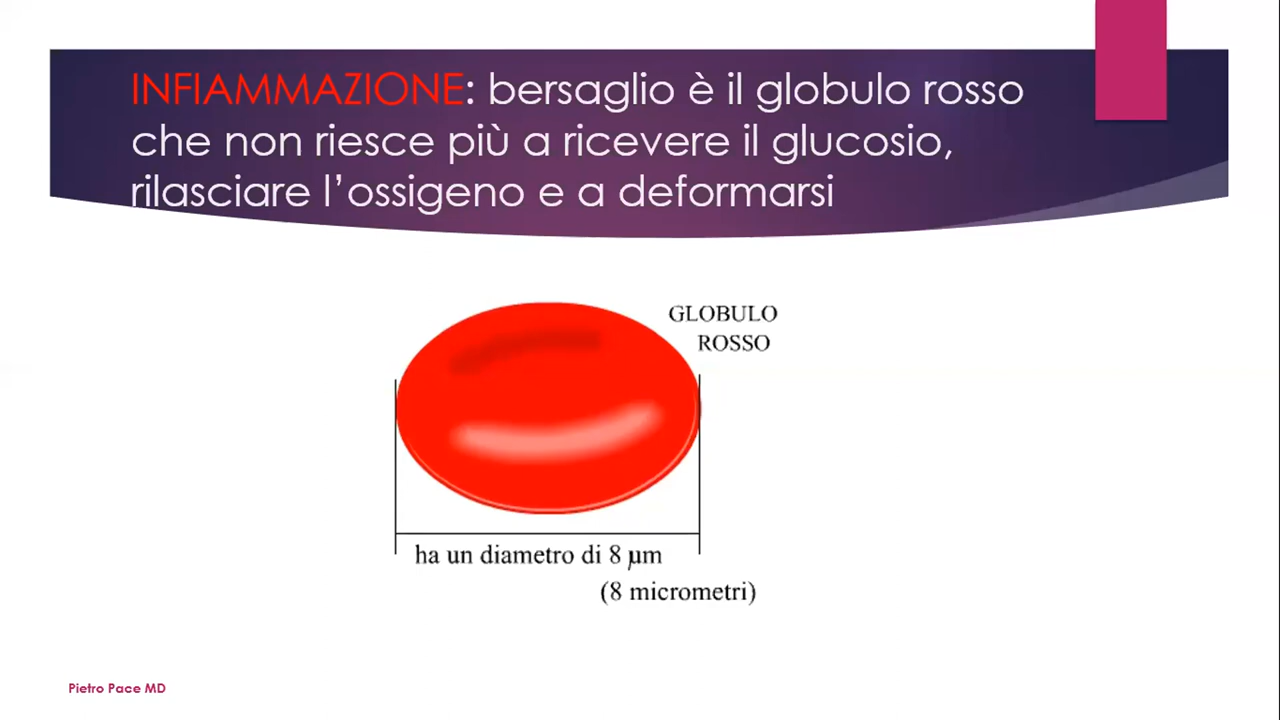 INFIAMMAZIONE: bersaglio è il globulo rosso
che non riesce più a ricevere il glucosio,
rilasciare l’ossigeno e a deformarsi
GLOBULO
ROSSO
ha un diametro di 8 µm
(8 micrometri)
Pietro Pace MD